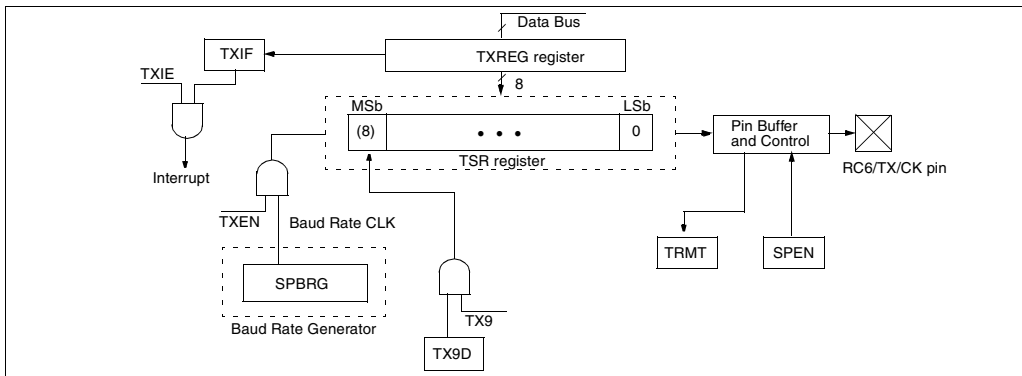 Data Bus
TXIF
TXREG register
TXIE
8
MSb
LSb
(8)
• • •
0
Pin Buffer
and Control
TSR register
Interrupt
RC6/TX/CK pin
TXEN
Baud Rate CLK
TRMT
SPEN
SPBRG
TX9
Baud Rate Generator
TX9D